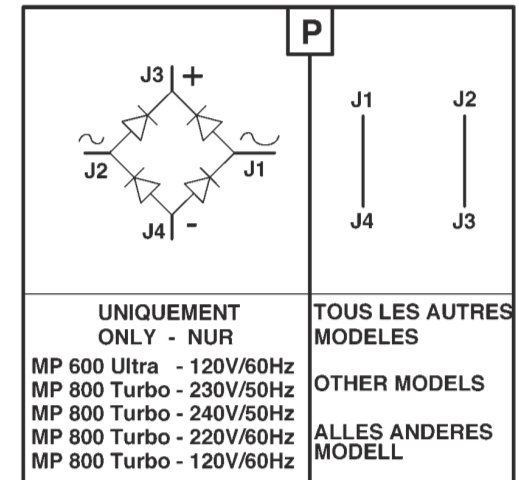 P
J3 +
J2
J1
J4 -
J1 J2
J4 J3
UNIQUEMENT
ONLY - NUR
MP 600 Ultra - 120V/60Hz
MP 800 Turbo - 230V/50Hz
MP 800 Turbo - 240V/50Hz
MP 800 Turbo - 220V/60Hz
MP 800 Turbo - 120V/60Hz
TOUS LES AUTRES
MODELES
OTHER MODELS
ALLES ANDERES
MODELL